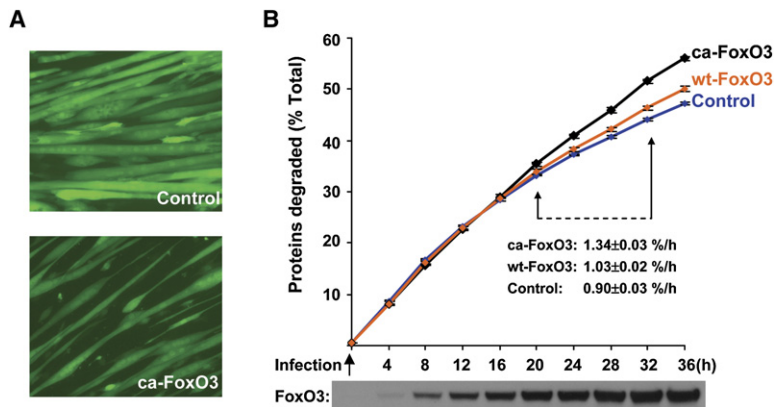 A
Control
ca-FoxO3
B
Proteins degraded (% Total)
60
50
40
30
20
10
ca-FoxO3
wt-FoxO3
Control
ca-FoxO3: 1.34±0.03 %/h
wt-FoxO3: 1.03±0.02 %/h
Control: 0.90±0.03 %/h
Infection 4 8 12 16 20 24 28 32 36(h)
FoxO3: